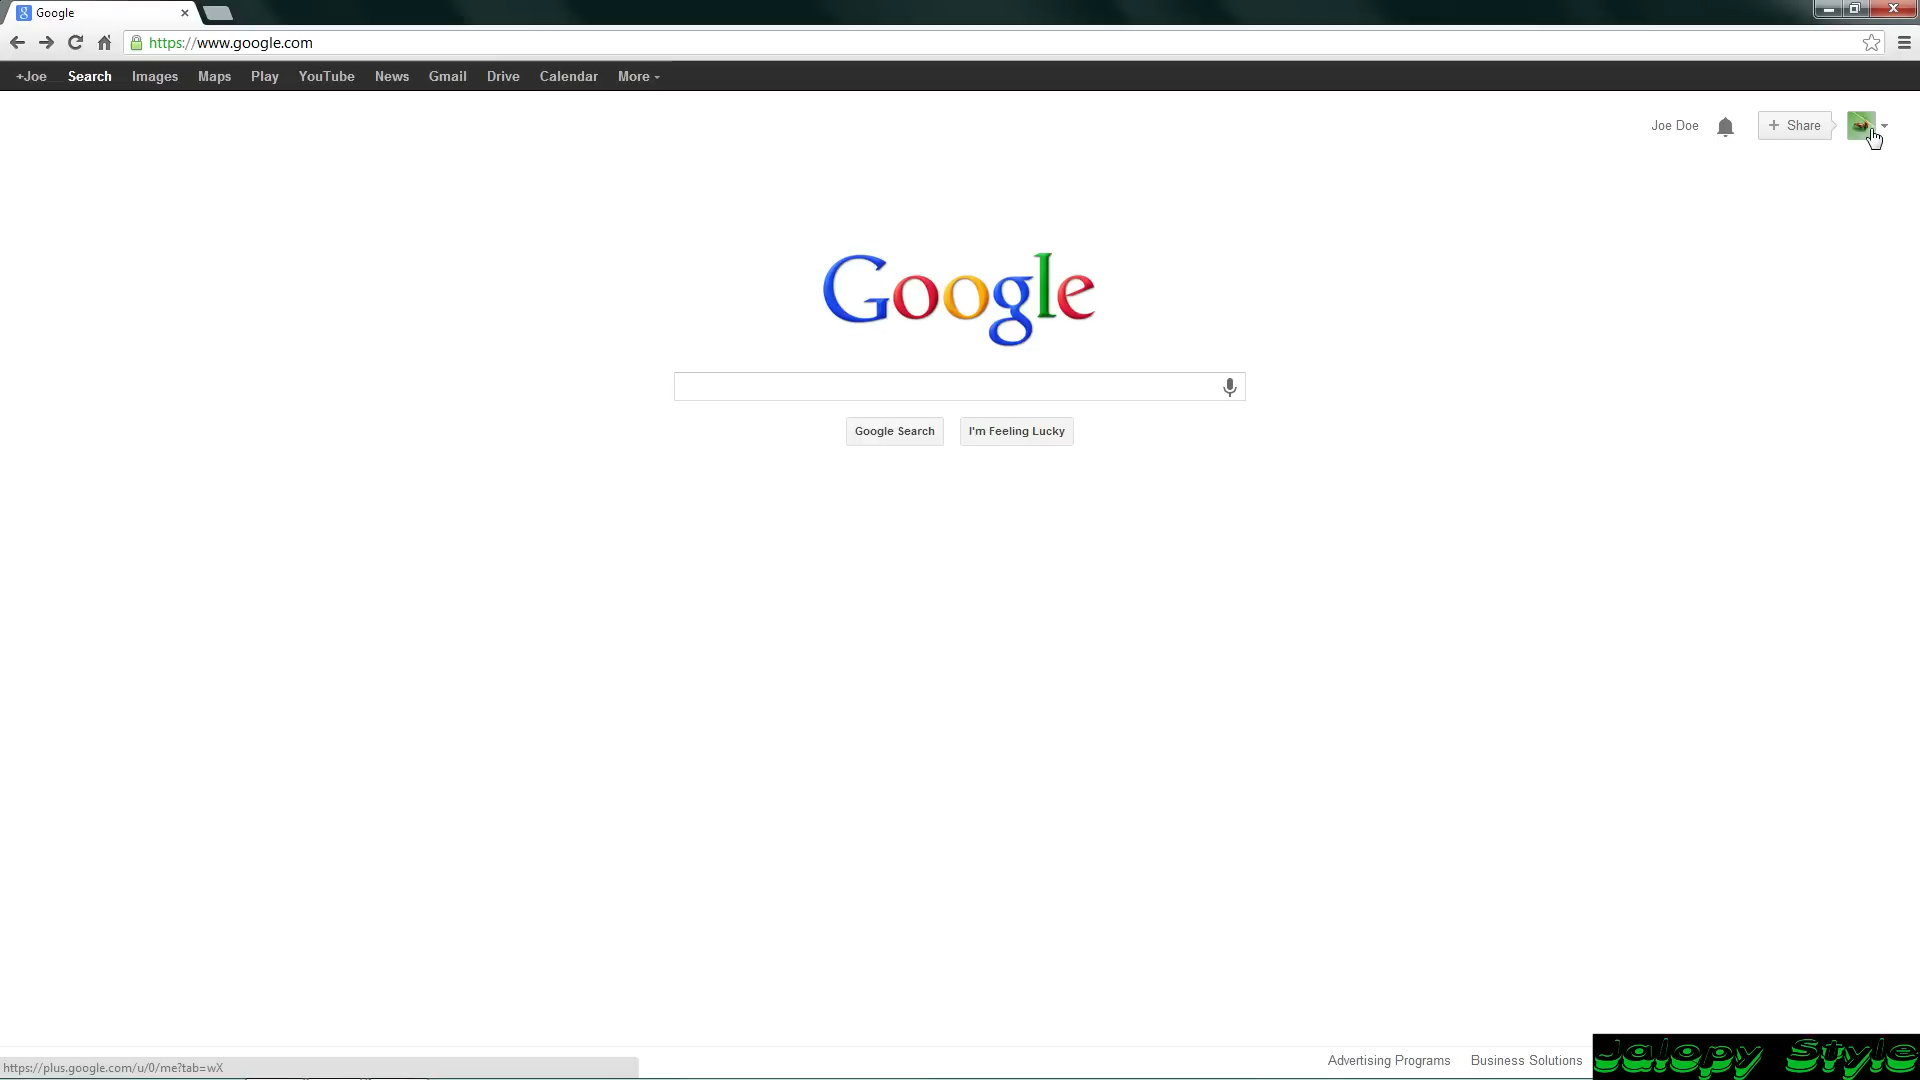 Google
https://www.google.com
+Joe Search Images Maps Play YouTube News Gmail Drive Calendar More
Joe Doe + Share
Google
Google Search I'm Feeling Lucky
https://plus.google.com/u/0/me?tab=wX
Advertising Programs Business Solutions
Jalopy Style